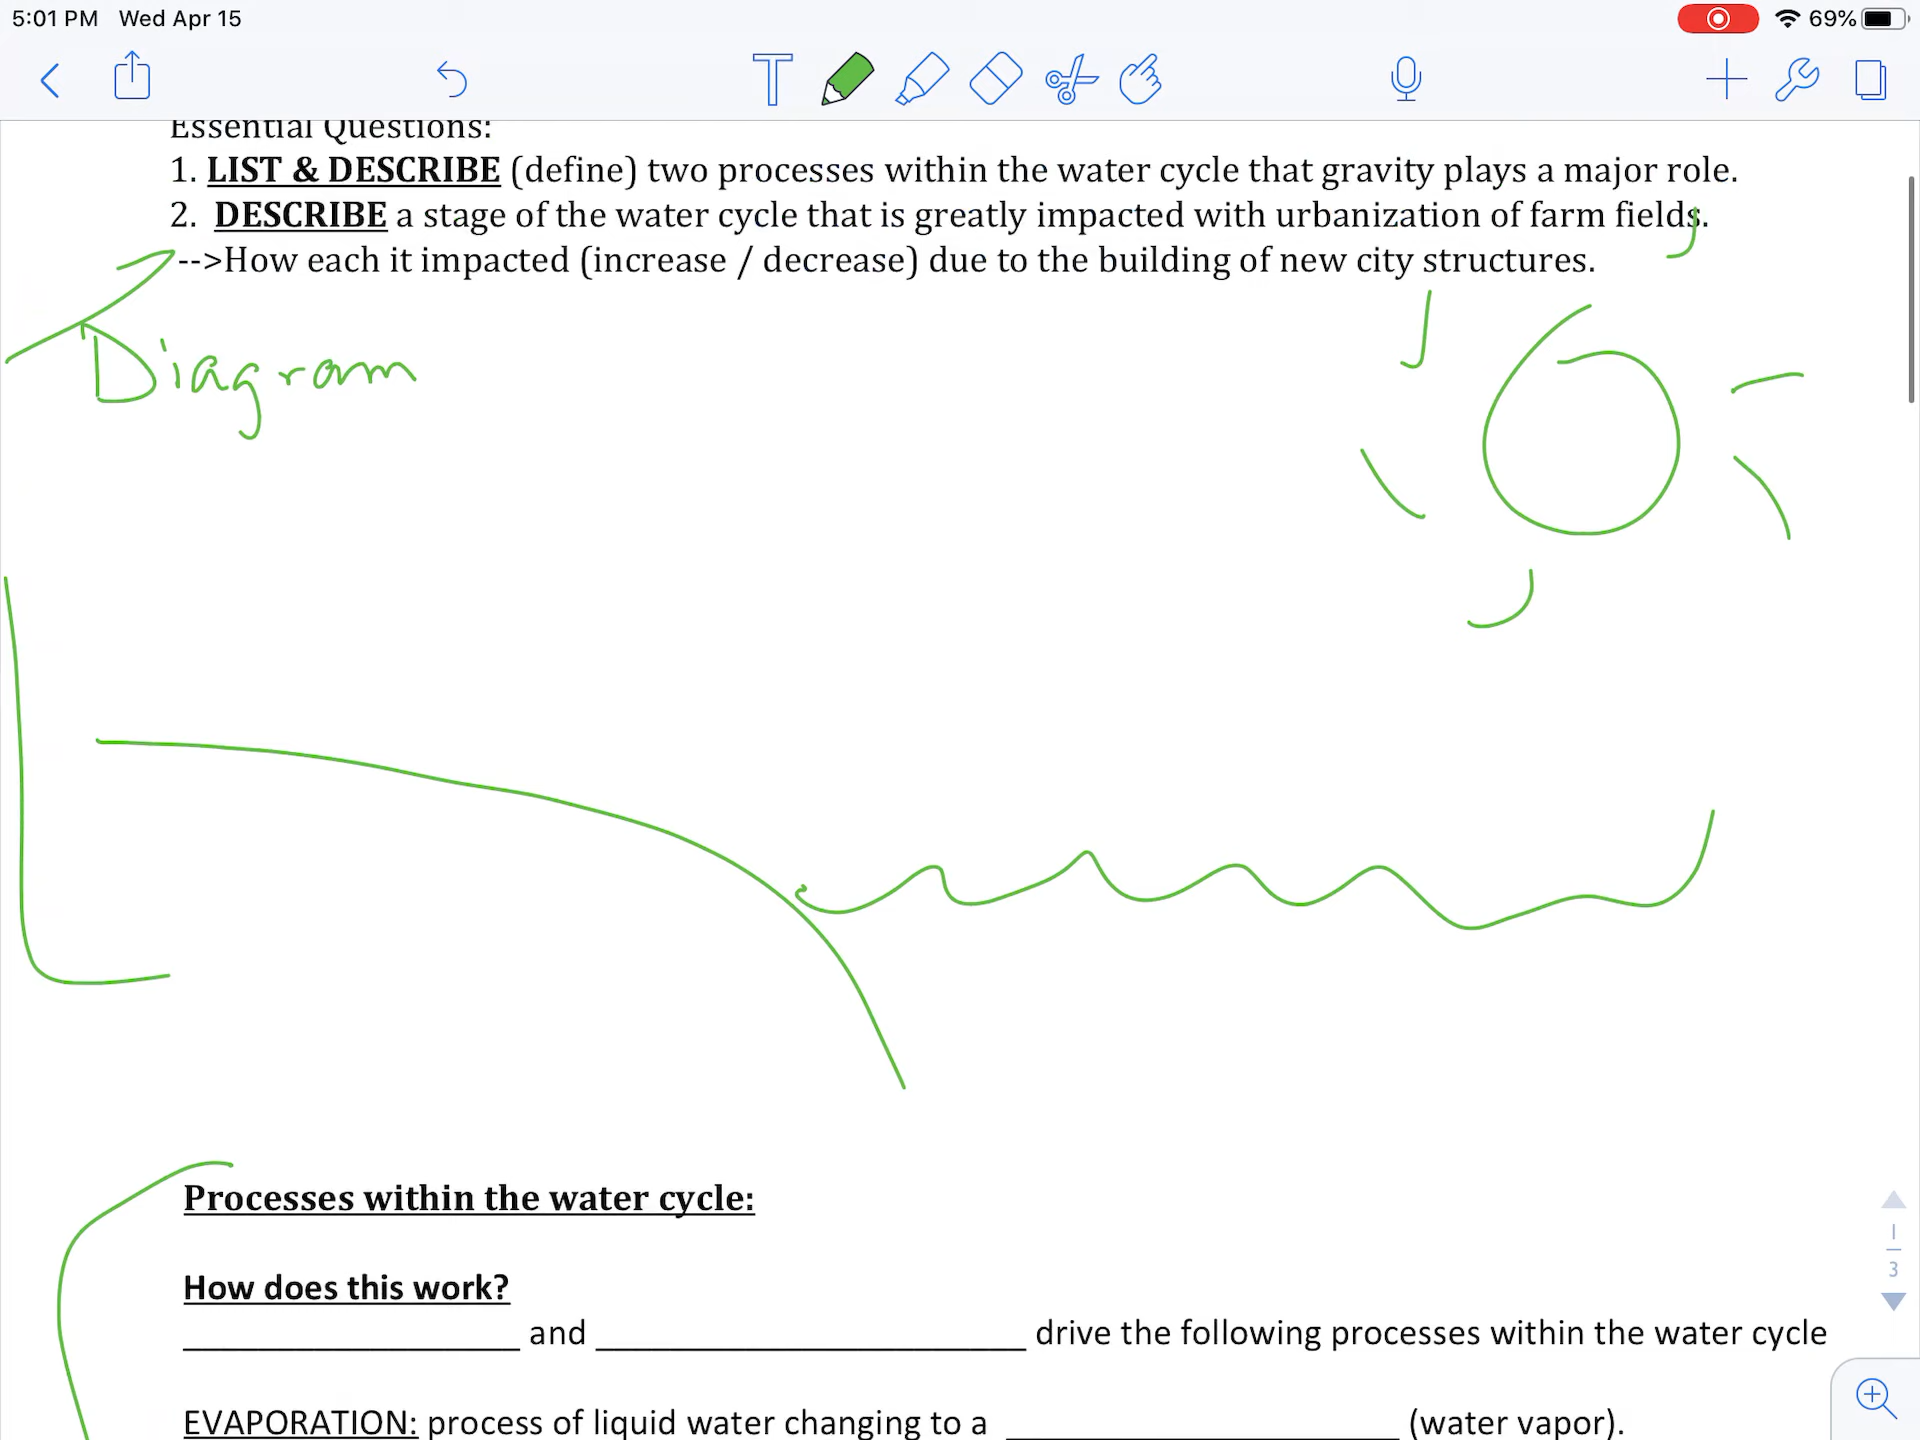 5:01 PM Wed Apr 15 69%
Essential Questions:
1. LIST & DESCRIBE (define) two processes within the water cycle that gravity plays a major role.
2. DESCRIBE a stage of the water cycle that is greatly impacted with urbanization of farm fields.
-->How each it impacted (increase / decrease) due to the building of new city structures.
Diagram
Processes within the water cycle:
How does this work?
__________________ and _______________________ drive the following processes within the water cycle
EVAPORATION: process of liquid water changing to a _____________________ (water vapor).
1
3